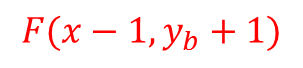 F(x − 1, y_b + 1)